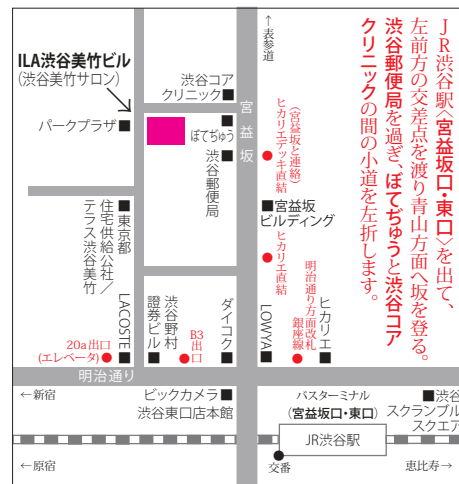 JR渋谷駅〈宮益坂口・東口〉を出て、
左前方の交差点を渡り青山方面へ坂を登る。
渋谷郵便局を過ぎ、ぼてぢゅうと渋谷コア
クリニックの間の小道を左折します。
ILA渋谷美竹ビル
(渋谷美竹サロン)
パークプラザ■
渋谷コア
クリニック■
←表参道
宮益坂
■
ぼてぢゅう
■
渋谷郵便局
(宮益坂と連絡)
ヒカリエデッキ直結
■宮益坂
ビルディング
ヒカリエ直結
明治通り方面改札
銀座線
ヒカリエ■
LOWYA■
ダイコク■
B3
出口
渋谷野村
證券ビル■
LACOSTE■
■東京都
住宅供給公社/
テラス渋谷美竹
20a出口
(エレベータ)
明治通り
←新宿
ビックカメラ■
渋谷東口店本館
バスターミナル
(宮益坂口・東口)
■渋谷
スクランブル
スクエア
JR渋谷駅
←原宿
交番
恵比寿→